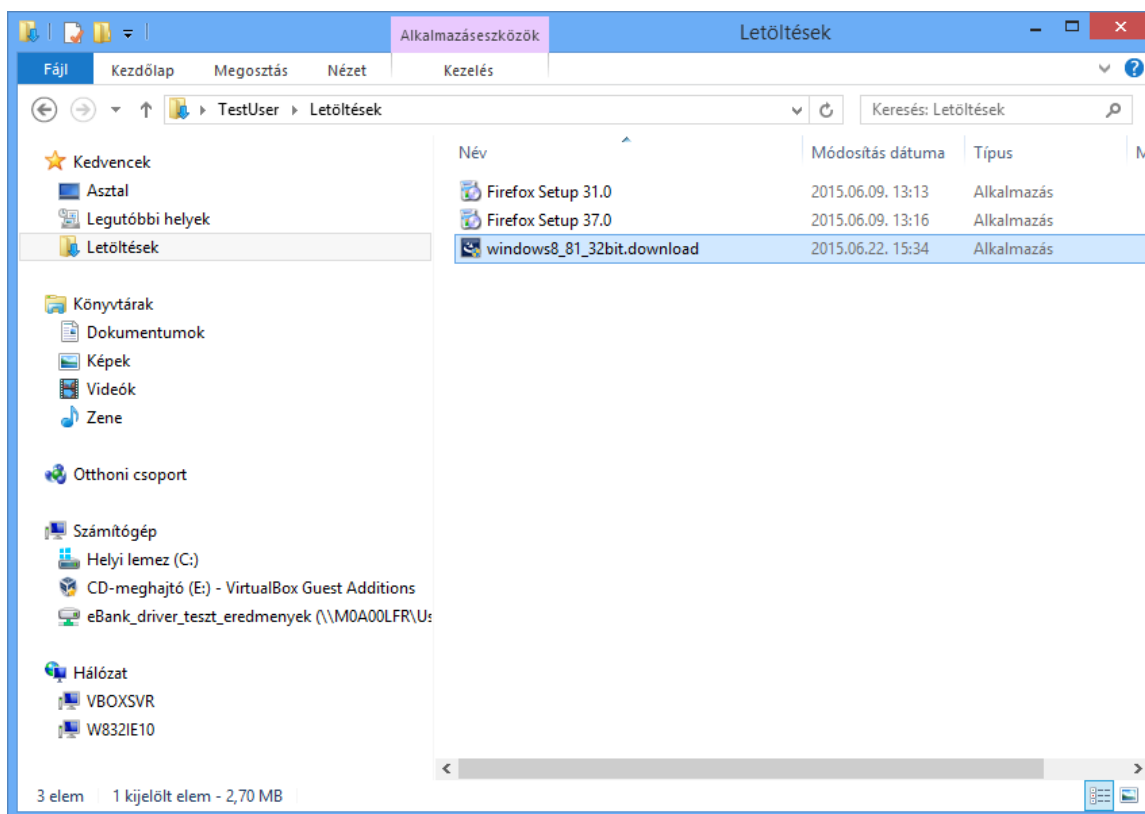 Alkalmazáseszközök
Letöltések
Fájl
Kezdőlap
Megosztás
Nézet
Kezelés
TestUser
Letöltések
Keresés: Letöltések
Kedvencek
Asztal
Legutóbbi helyek
Letöltések
Könyvtárak
Dokumentumok
Képek
Videók
Zene
Otthoni csoport
Számítógép
Helyi lemez (C:)
CD-meghajtó (E:) - VirtualBox Guest Additions
eBank_driver_teszt_eredmenyek (\\M0A00LFR\Us
Hálózat
VBOXSVR
W832IE10
Név Módosítás dátuma Típus M
Firefox Setup 31.0 2015.06.09. 13:13 Alkalmazás
Firefox Setup 37.0 2015.06.09. 13:16 Alkalmazás
windows8_81_32bit.download 2015.06.22. 15:34 Alkalmazás
3 elem 1 kijelölt elem - 2,70 MB